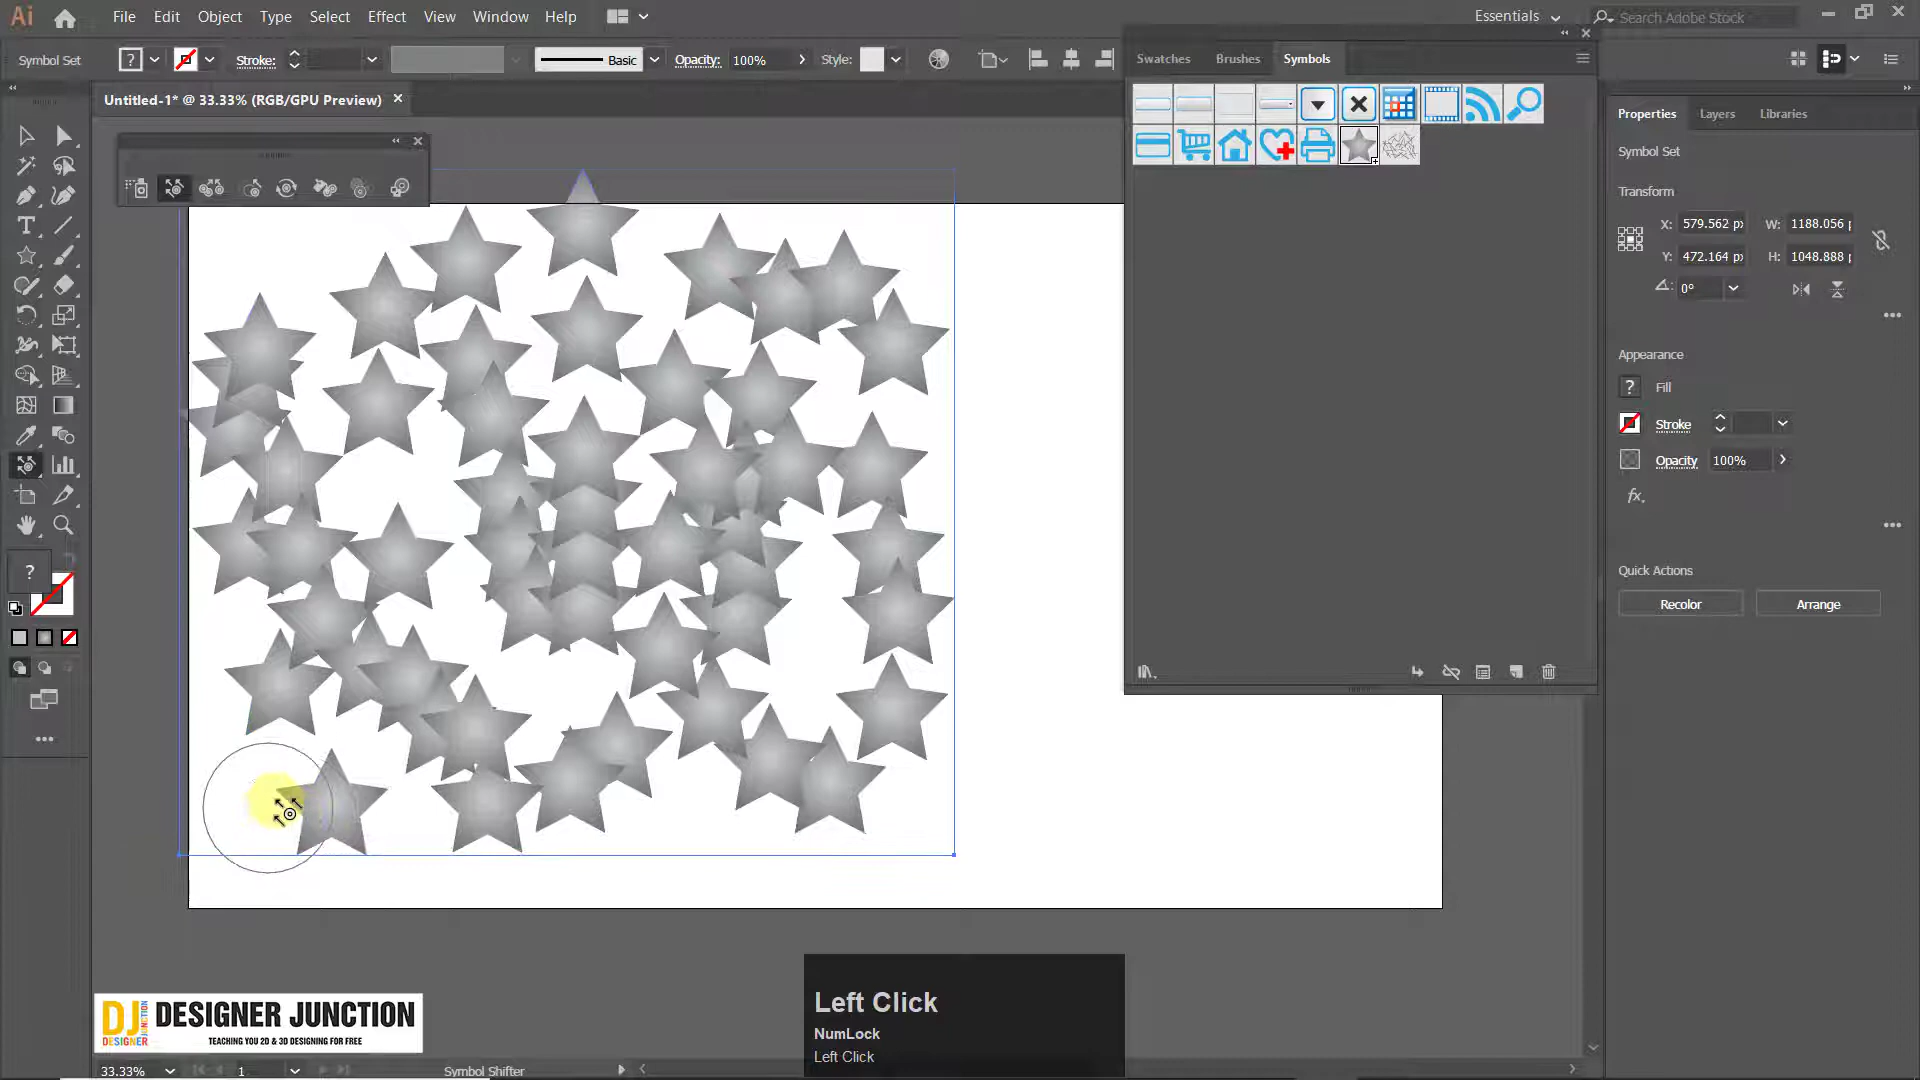 Ai File Edit Object Type Select Effect View Window Help Essentials Search Adobe Stock
Symbol Set ? Stroke: Basic Opacity: 100% Style:
Swatches Brushes Symbols
Untitled-1* @ 33.33% (RGB/GPU Preview)
Properties Layers Libraries
Symbol Set
Transform
X: 579.562 px W: 1188.056
Y: 472.164 px H: 1048.888
0°
Appearance
? Fill
Stroke
Opacity 100%
fx.
Quick Actions
Recolor Arrange
?
Left Click
NumLock
Left Click
DJ
DESIGNER
JUNCTION
DESIGNER JUNCTION
TEACHING YOU 2D & 3D DESIGNING FOR FREE
33.33% 1 Symbol Shifter